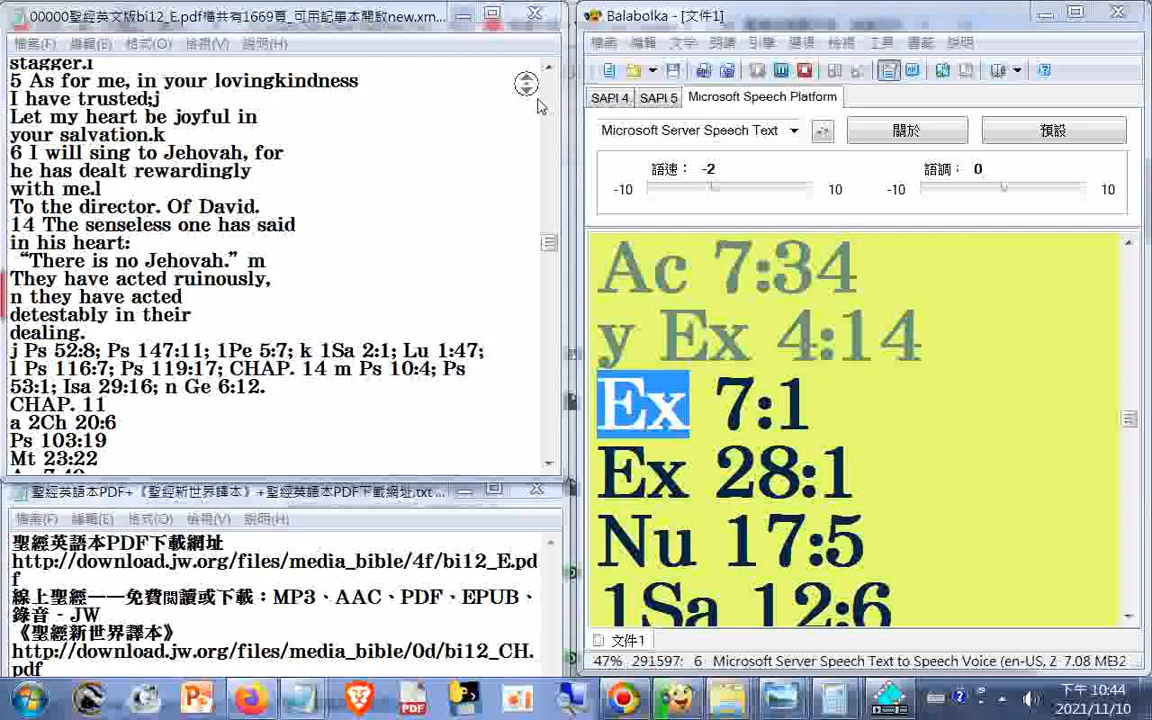 00000聖經英文版bi12_E.pdf檔共有1669頁_可用記事本開啟new.xm...
檔案(F) 編輯(E) 格式(O) 檢視(V) 說明(H)
stagger.i
5 As for me, in your lovingkindness
I have trusted;j
Let my heart be joyful in
your salvation.k
6 I will sing to Jehovah, for
he has dealt rewardingly
with me.l
To the director. Of David.
14 The senseless one has said
in his heart:
“There is no Jehovah.” m
They have acted ruinously,
n they have acted
detestably in their
dealing.
j Ps 52:8; Ps 147:11; 1Pe 5:7; k 1Sa 2:1; Lu 1:47;
l Ps 116:7; Ps 119:17; CHAP. 14 m Ps 10:4; Ps
53:1; Isa 29:16; n Ge 6:12.
CHAP. 11
a 2Ch 20:6
Ps 103:19
Mt 23:22
聖經英語本PDF+《聖經新世界譯本》+聖經英語本PDF下載網址.txt ...
檔案(F) 編輯(E) 格式(O) 檢視(V) 說明(H)
聖經英語本PDF下載網址
http://download.jw.org/files/media_bible/4f/bi12_E.pd
f
線上聖經——免費閱讀或下載：MP3、AAC、PDF、EPUB、
錄音 - JW
《聖經新世界譯本》
http://download.jw.org/files/media_bible/0d/bi12_CH.
pdf
Balabolka - [文件1]
檔案 編輯 文字 朗讀 引擎 選項 檢視 工具 書籤 說明
SAPI 4 SAPI 5 Microsoft Speech Platform
Microsoft Server Speech Text 關於 預設
語速： -2 語調： 0
-10 10 -10 10
Ac 7:34
y Ex 4:14
Ex 7:1
Ex 28:1
Nu 17:5
1Sa 12:6
文件1
47% 291597: 6 Microsoft Server Speech Text to Speech Voice (en-US, Z 7.08 MB2
PDF
下午 10:44
2021/11/10